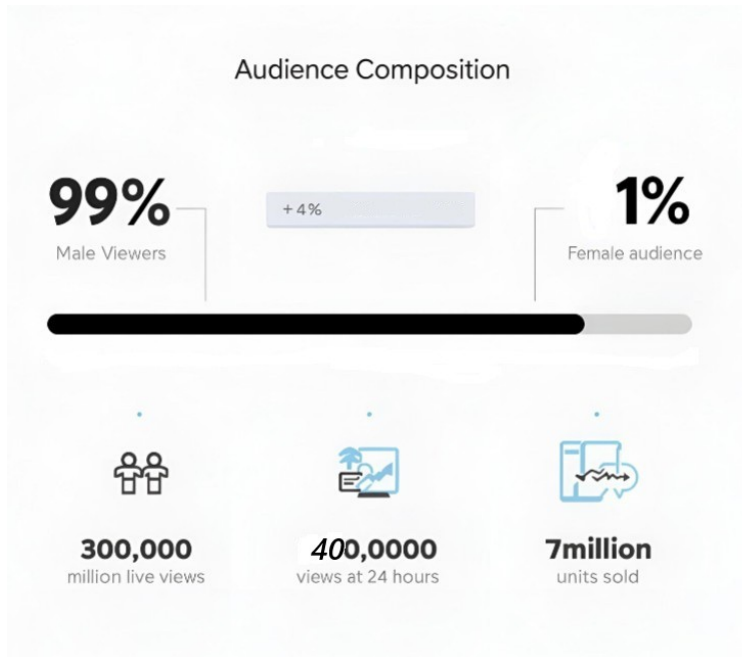 Audience Composition
99%
Male Viewers
+4%
1%
Female audience
300,000
million live views
400,0000
views at 24 hours
7million
units sold